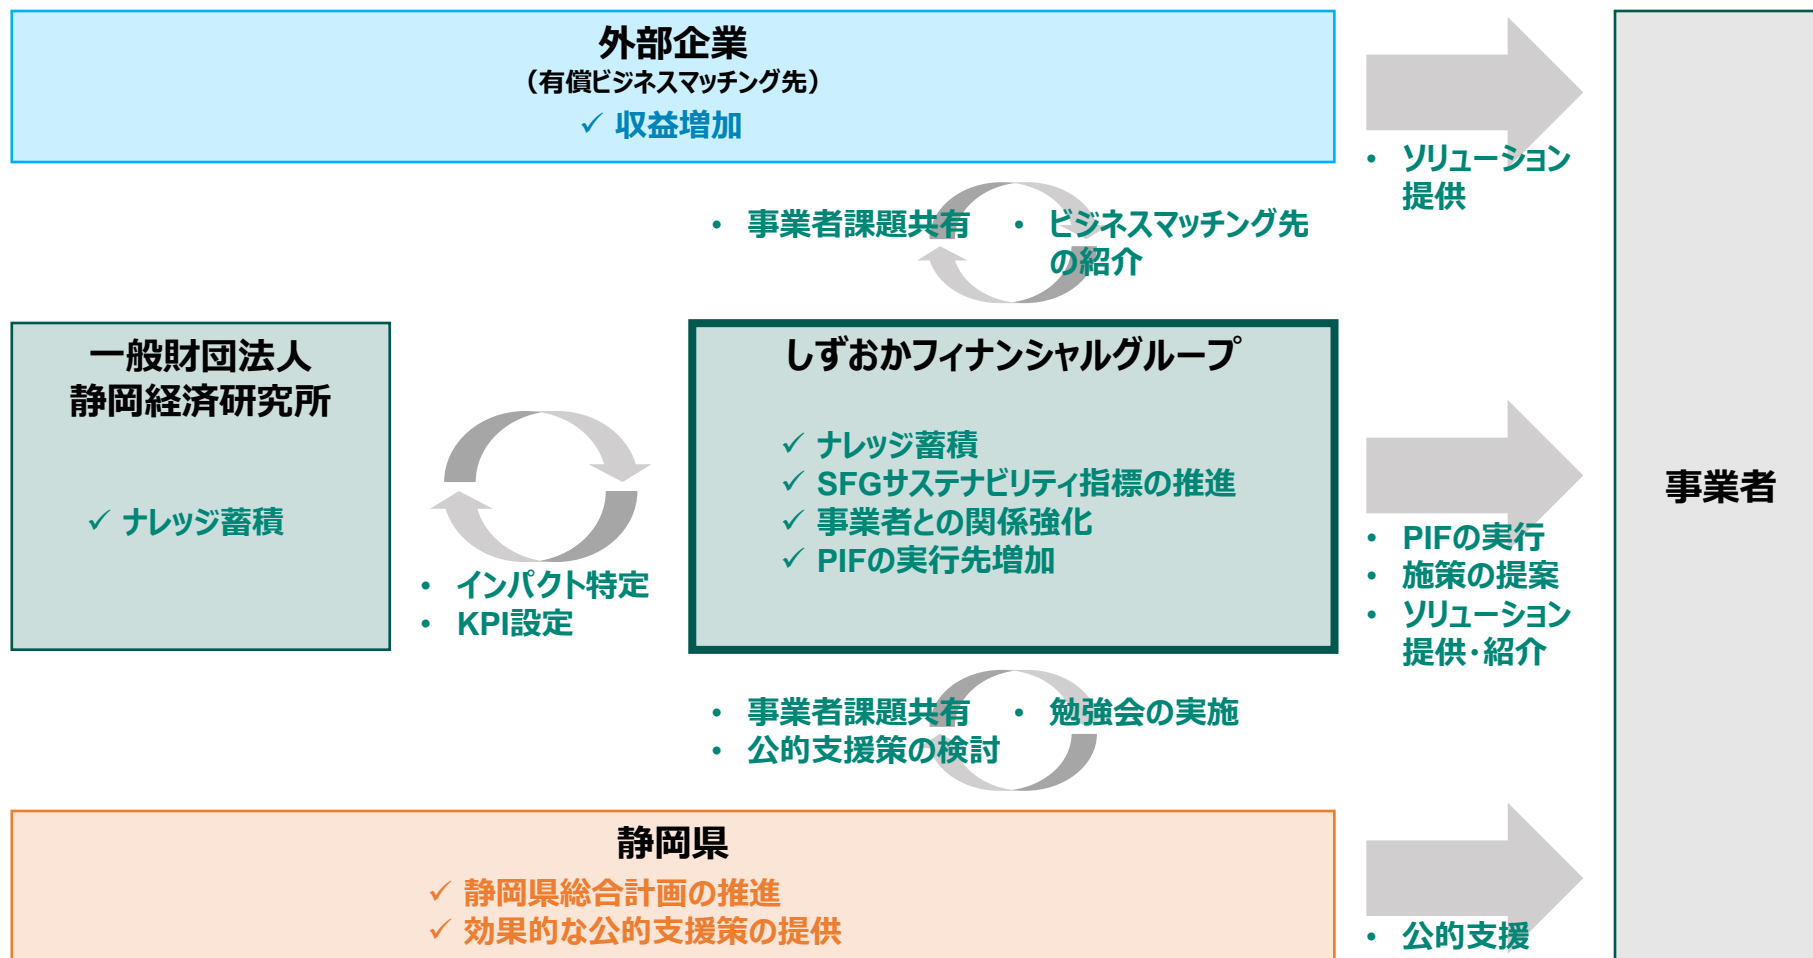 外部企業
（有償ビジネスマッチング先）
✓ 収益増加
• ソリューション
提供
• 事業者課題共有
• ビジネスマッチング先
の紹介
一般財団法人
静岡経済研究所
✓ ナレッジ蓄積
• インパクト特定
• KPI設定
しずおかフィナンシャルグループ
✓ ナレッジ蓄積
✓ SFGサステナビリティ指標の推進
✓ 事業者との関係強化
✓ PIFの実行先増加
• PIFの実行
• 施策の提案
• ソリューション
提供・紹介
事業者
• 事業者課題共有
• 公的支援策の検討
• 勉強会の実施
静岡県
✓ 静岡県総合計画の推進
✓ 効果的な公的支援策の提供
• 公的支援